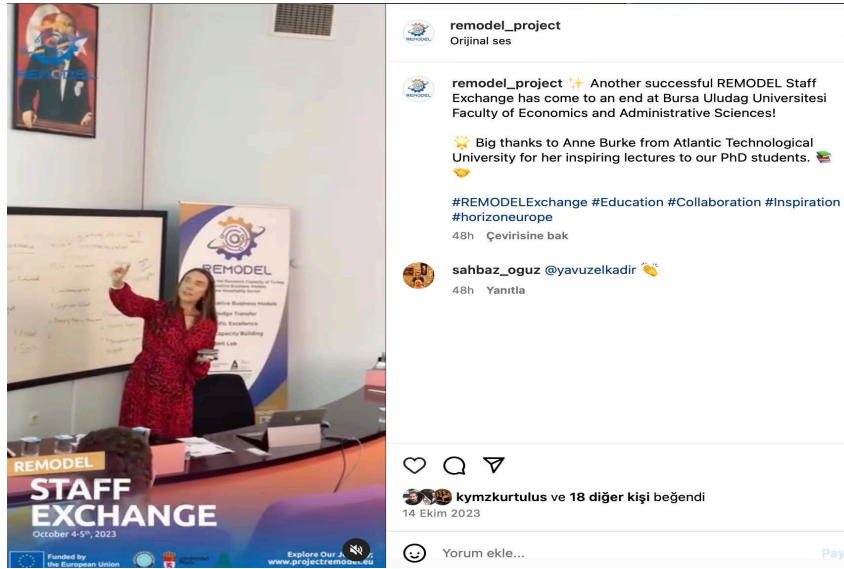 REMODEL
REMODEL
REMODEL
STAFF
EXCHANGE
October 4-5th, 2023
Funded by
the European Union
Explore Our
www.projectremodel.eu
remodel_project
Orijinal ses
remodel_project ✨ Another successful REMODEL Staff
Exchange has come to an end at Bursa Uludag Universitesi
Faculty of Economics and Administrative Sciences!
🌟 Big thanks to Anne Burke from Atlantic Technological
University for her inspiring lectures to our PhD students. 📚
🤝
#REMODELExchange #Education #Collaboration #Inspiration
#horizoneurope
48h Çevirisine bak
sahbaz_oguz @yavuzelkadir 👏
48h Yanıtla
kymzkurtulus ve 18 diğer kişi beğendi
14 Ekim 2023
Yorum ekle...
Pay